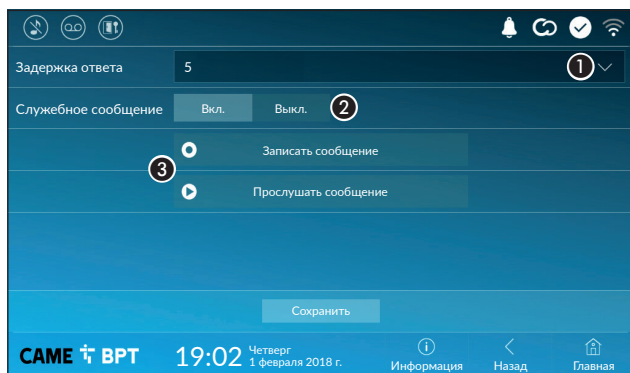 Задержка ответа 5 1
Служебное сообщение Вкл. Выкл. 2
3
Записать сообщение
Прослушать сообщение
Сохранить
CAME BPT 19:02 Четверг
1 февраля 2018 г.
Информация Назад Главная